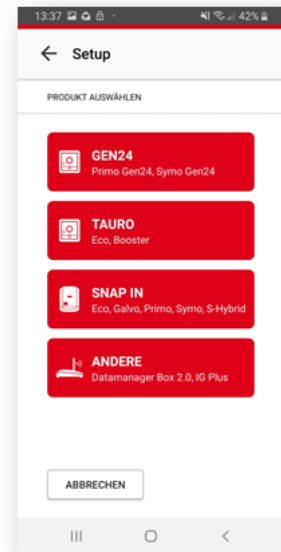 13:37
42%
Setup
PRODUKT AUSWÄHLEN
GEN24
Primo Gen24, Symo Gen24
TAURO
Eco, Booster
SNAP IN
Eco, Galvo, Primo, Symo, S-Hybrid
ANDERE
Datamanager Box 2.0, IG Plus
ABBRECHEN